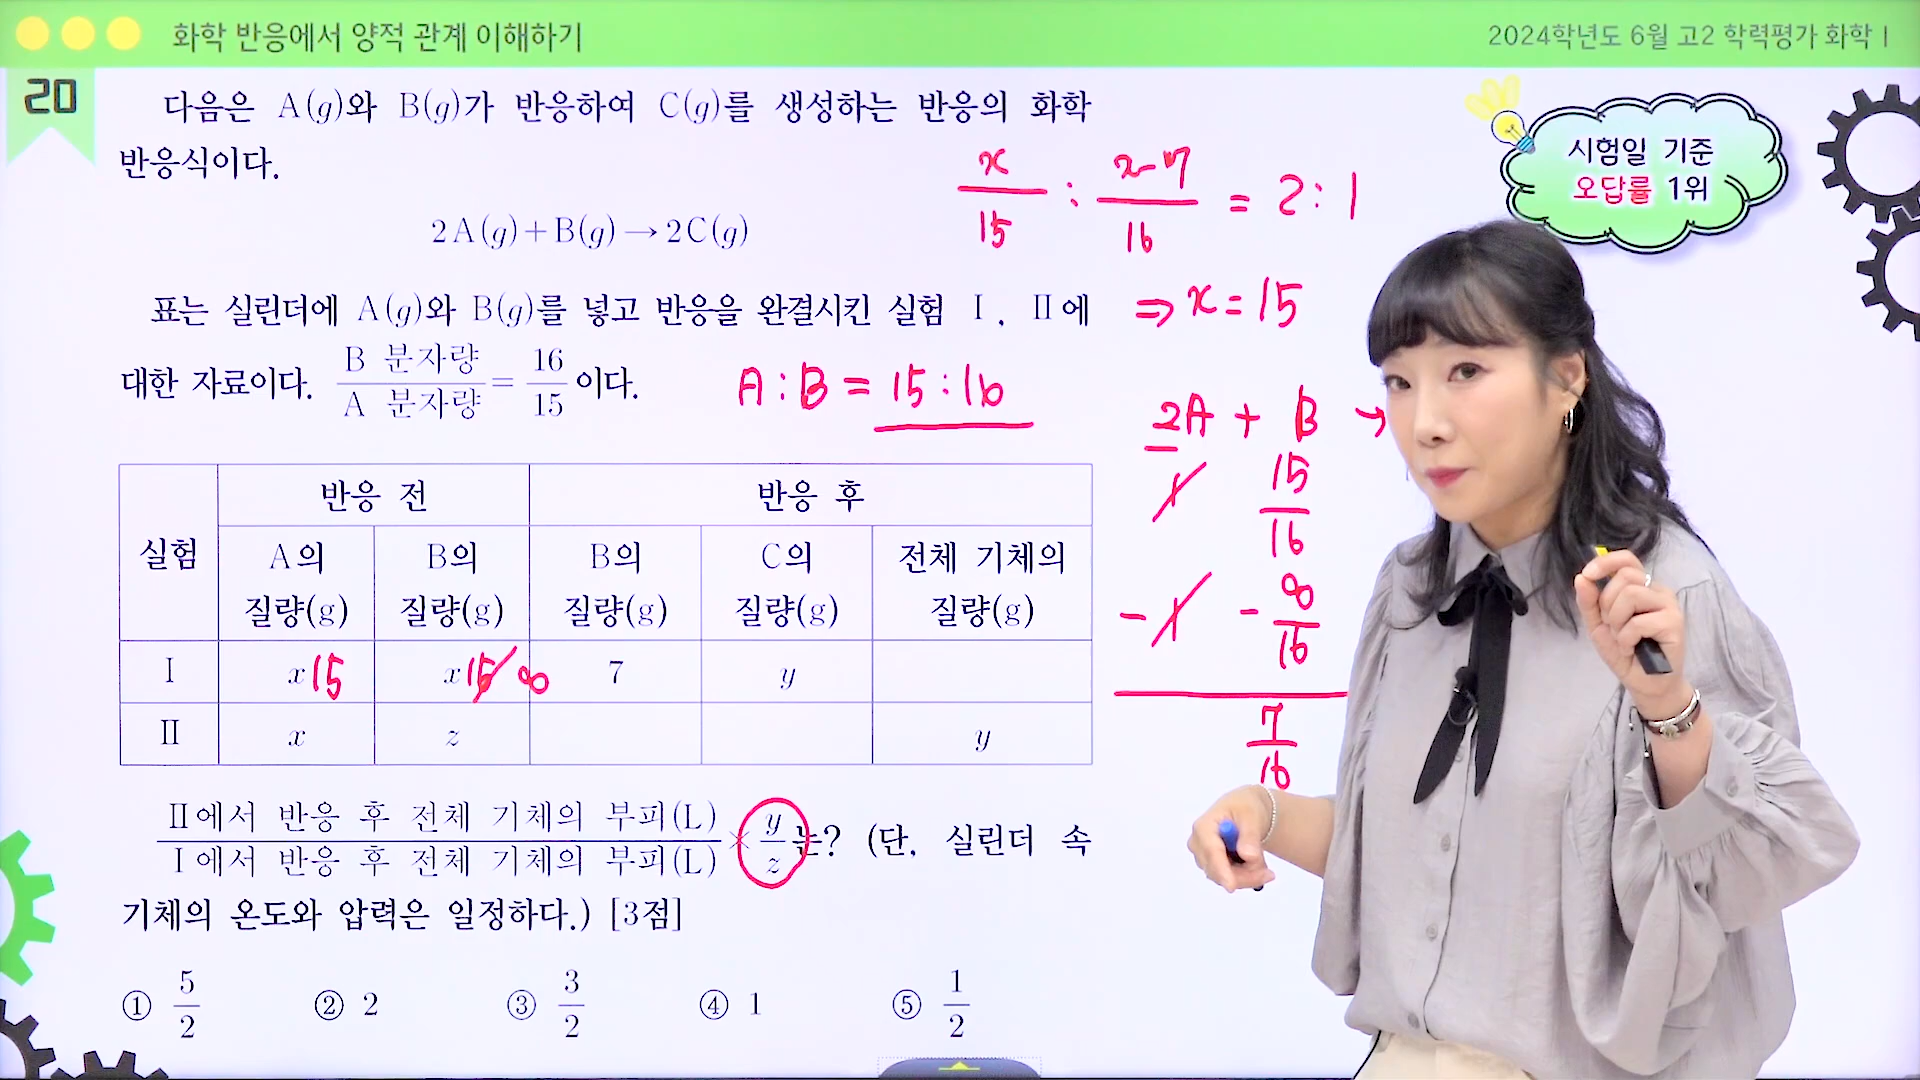 화학 반응에서 양적 관계 이해하기
2024학년도 6월 고2 학력평가 화학 I
20
시험일 기준
오답률 1위
다음은 A(g)와 B(g)가 반응하여 C(g)를 생성하는 반응의 화학
반응식이다.
2A(g)+B(g)→2C(g)
표는 실린더에 A(g)와 B(g)를 넣고 반응을 완결시킨 실험 Ⅰ, Ⅱ에
대한 자료이다. B 분자량/A 분자량 = 16/15 이다.
A : B = 15 : 16
x/15 : x-7/16 = 2 : 1
⇒ x = 15
2A + B →
1 15/16
-1 -8/16
7/16
실험 반응 전 반응 후
A의 질량(g) B의 질량(g) B의 질량(g) C의 질량(g) 전체 기체의 질량(g)
Ⅰ x 15 x 15 8 7 y
Ⅱ x z y
Ⅱ에서 반응 후 전체 기체의 부피(L)/Ⅰ에서 반응 후 전체 기체의 부피(L) × y/z 는? (단, 실린더 속
기체의 온도와 압력은 일정하다.) [3점]
① 5/2 ② 2 ③ 3/2 ④ 1 ⑤ 1/2